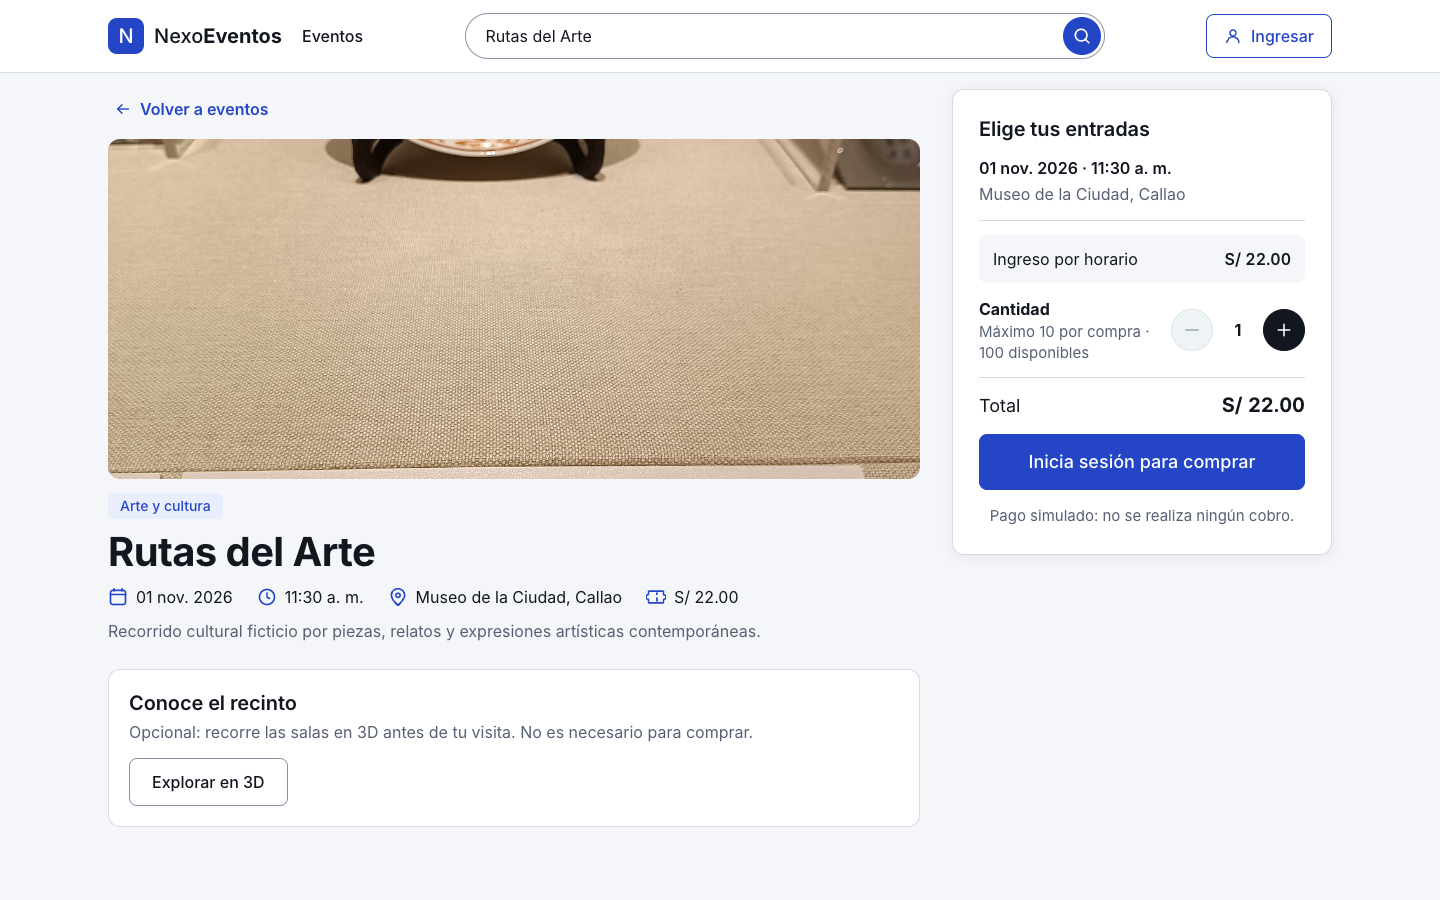 N NexoEventos
Eventos
Rutas del Arte
Ingresar
Volver a eventos
Arte y cultura
Rutas del Arte
01 nov. 2026
11:30 a. m.
Museo de la Ciudad, Callao
S/ 22.00
Recorrido cultural ficticio por piezas, relatos y expresiones artísticas contemporáneas.
Conoce el recinto
Opcional: recorre las salas en 3D antes de tu visita. No es necesario para comprar.
Explorar en 3D
Elige tus entradas
01 nov. 2026 · 11:30 a. m.
Museo de la Ciudad, Callao
Ingreso por horario
S/ 22.00
Cantidad
Máximo 10 por compra ·
100 disponibles
1
Total
S/ 22.00
Inicia sesión para comprar
Pago simulado: no se realiza ningún cobro.